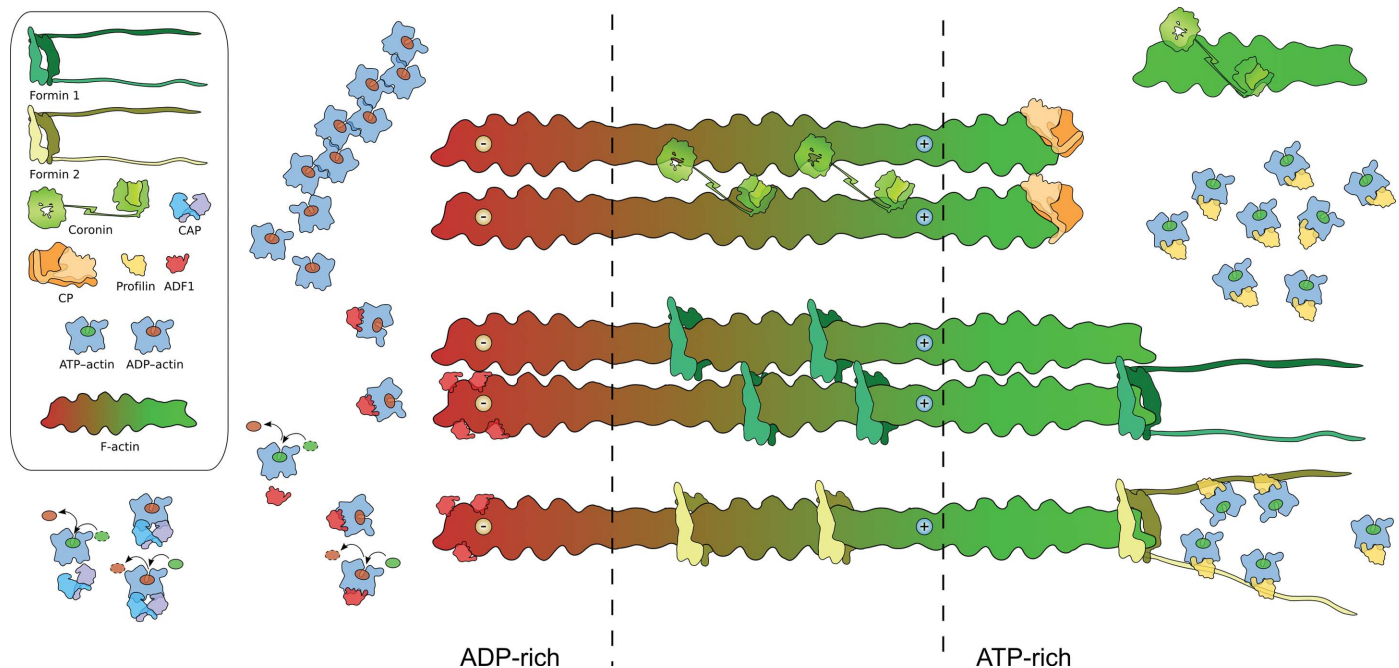 Formin 1
Formin 2
Coronin
CAP
CP
Profilin
ADF1
ATP–actin
ADP–actin
F-actin
-
+
-
+
-
+
-
+
-
+
ADP-rich
ATP-rich